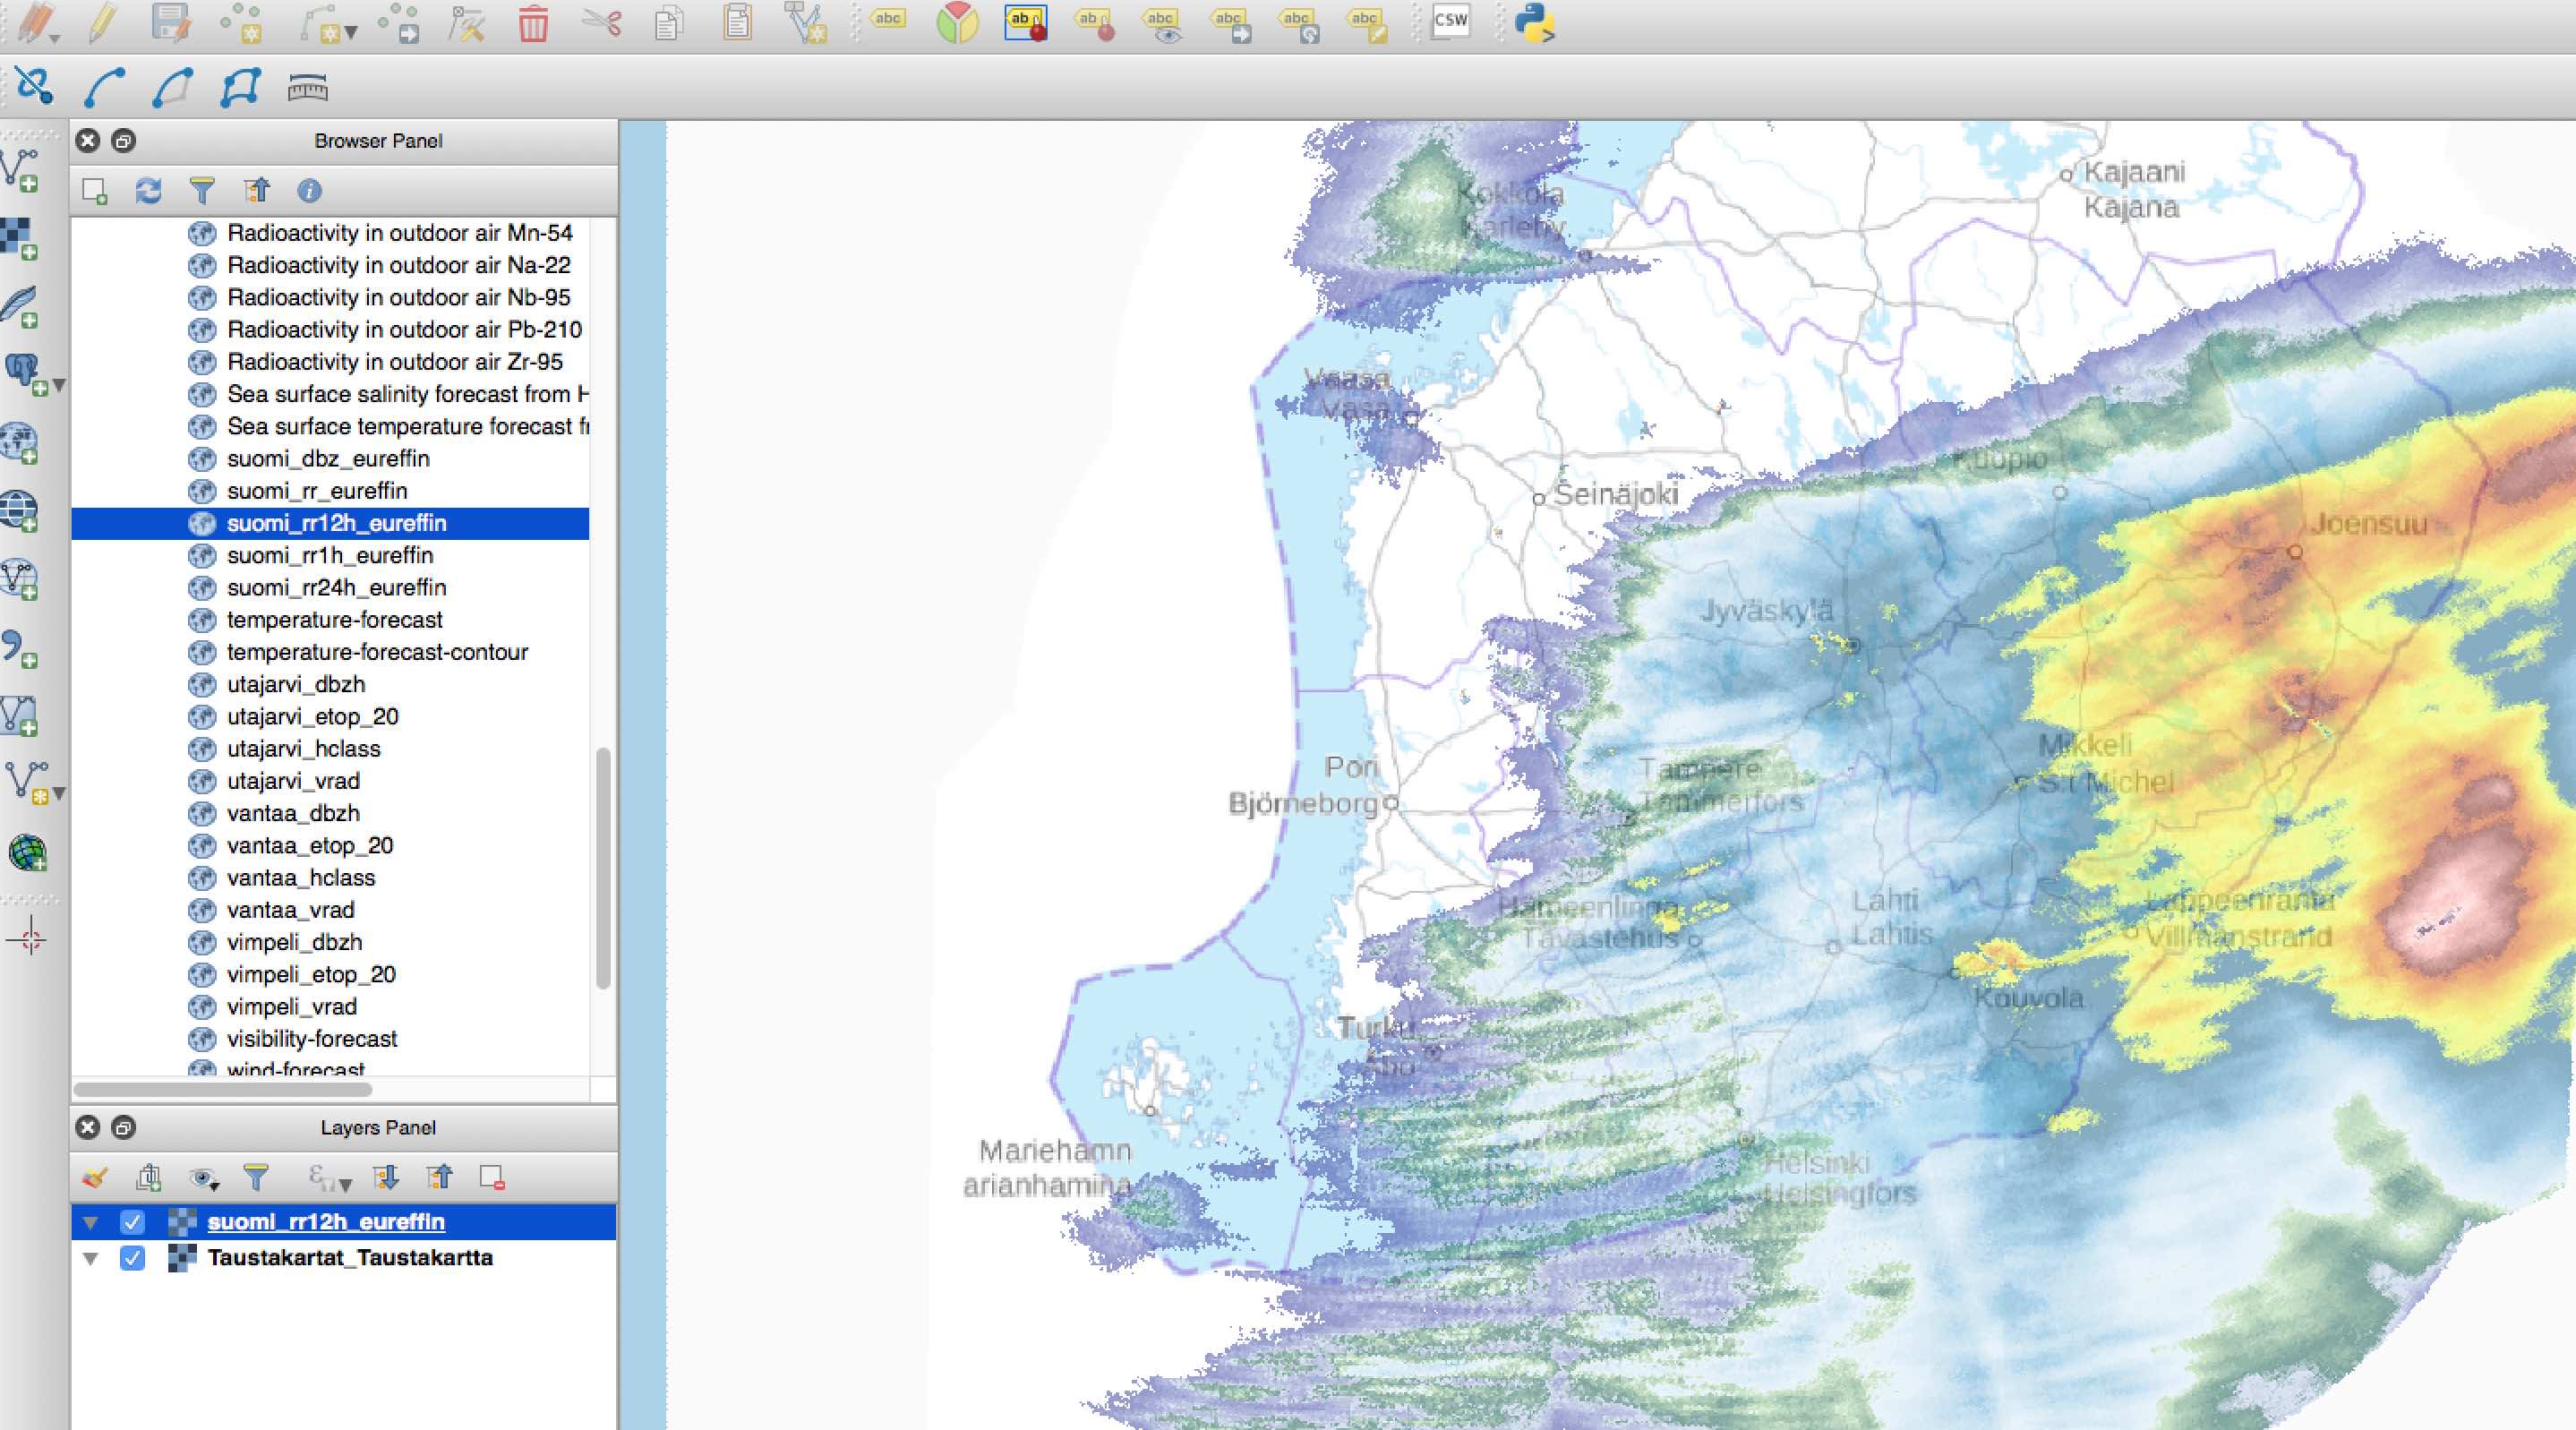 abc
ab
abc
abc
abc
abc
abc
CSW
Browser Panel
Radioactivity in outdoor air Mn-54
Radioactivity in outdoor air Na-22
Radioactivity in outdoor air Nb-95
Radioactivity in outdoor air Pb-210
Radioactivity in outdoor air Zr-95
Sea surface salinity forecast from H
Sea surface temperature forecast fr
suomi_dbz_eureffin
suomi_rr_eureffin
suomi_rr12h_eureffin
suomi_rr1h_eureffin
suomi_rr24h_eureffin
temperature-forecast
temperature-forecast-contour
utajarvi_dbzh
utajarvi_etop_20
utajarvi_hclass
utajarvi_vrad
vantaa_dbzh
vantaa_etop_20
vantaa_hclass
vantaa_vrad
vimpeli_dbzh
vimpeli_etop_20
vimpeli_vrad
visibility-forecast
wind-forecast
Layers Panel
suomi_rr12h_eureffin
Taustakartat_Taustakartta
Kajaani
Kajana
Kokkola
Karleby
Vaasa
Vasa
Seinäjoki
Kuopio
Joensuu
Jyväskylä
Mikkeli
S:t Michel
Pori
Björneborg
Tampere
Tammerfors
Hämeenlinna
Tavastehus
Lahti
Lahtis
Lappeenranta
Villmanstrand
Kouvola
Turku
Åbo
Mariehamn
arianhamina
Helsinki
Helsingfors